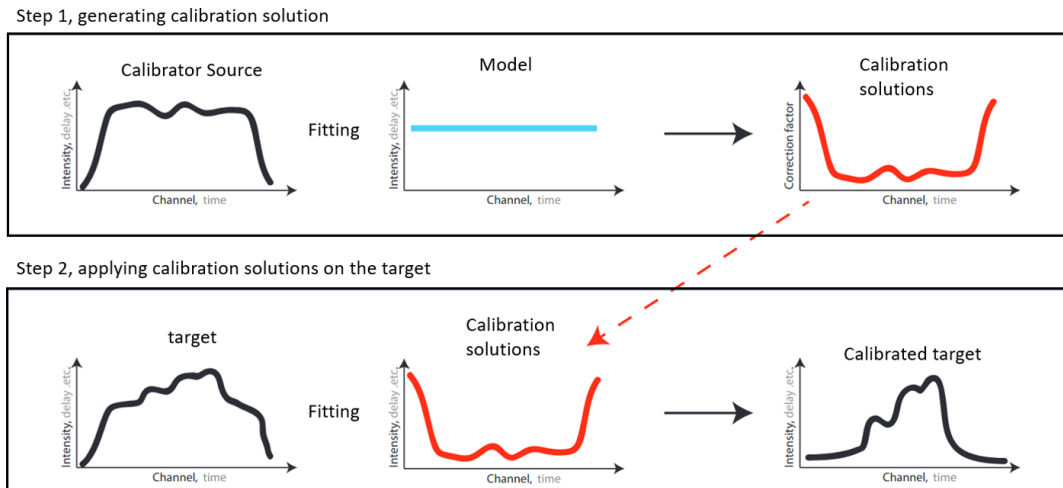 Step 1, generating calibration solution
Calibrator Source
Intensity, delay .etc.
Channel, time
Fitting
Model
Intensity, delay .etc.
Channel, time
Calibration
solutions
Correction factor
Channel, time
Step 2, applying calibration solutions on the target
target
Intensity, delay .etc.
Channel, time
Fitting
Calibration
solutions
Intensity, delay .etc.
Channel, time
Calibrated target
Intensity, delay .etc.
Channel, time